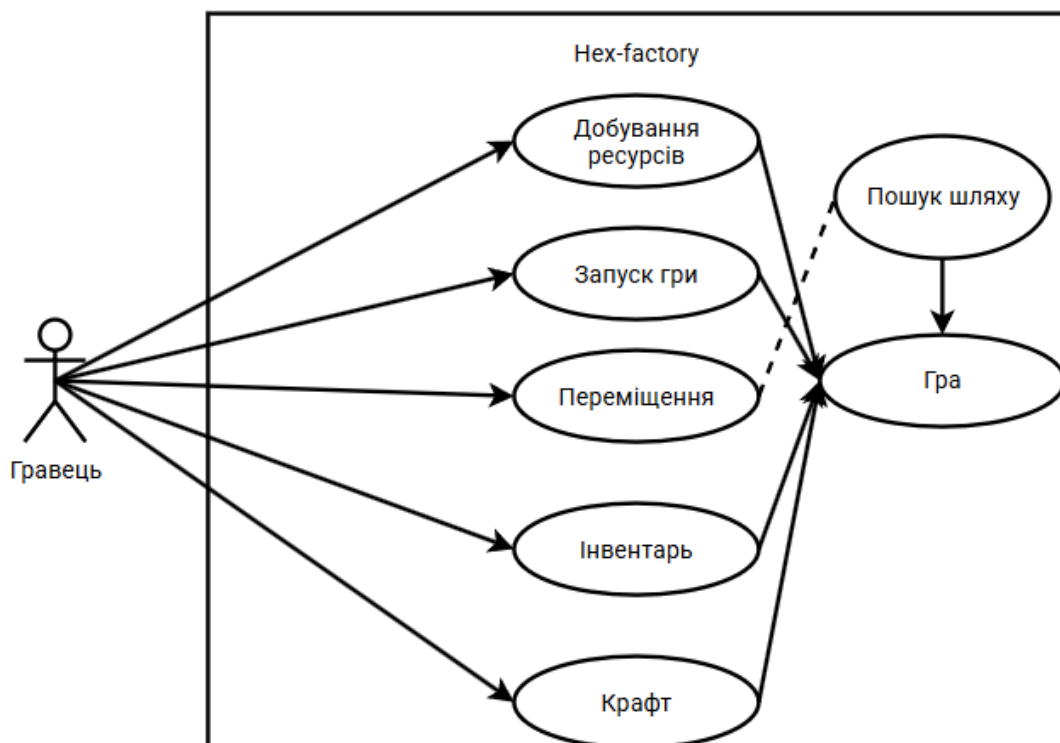 Hex-factory
Добування
ресурсів
Пошук шляху
Запуск гри
Гра
Переміщення
Гравець
Інвентарь
Крафт